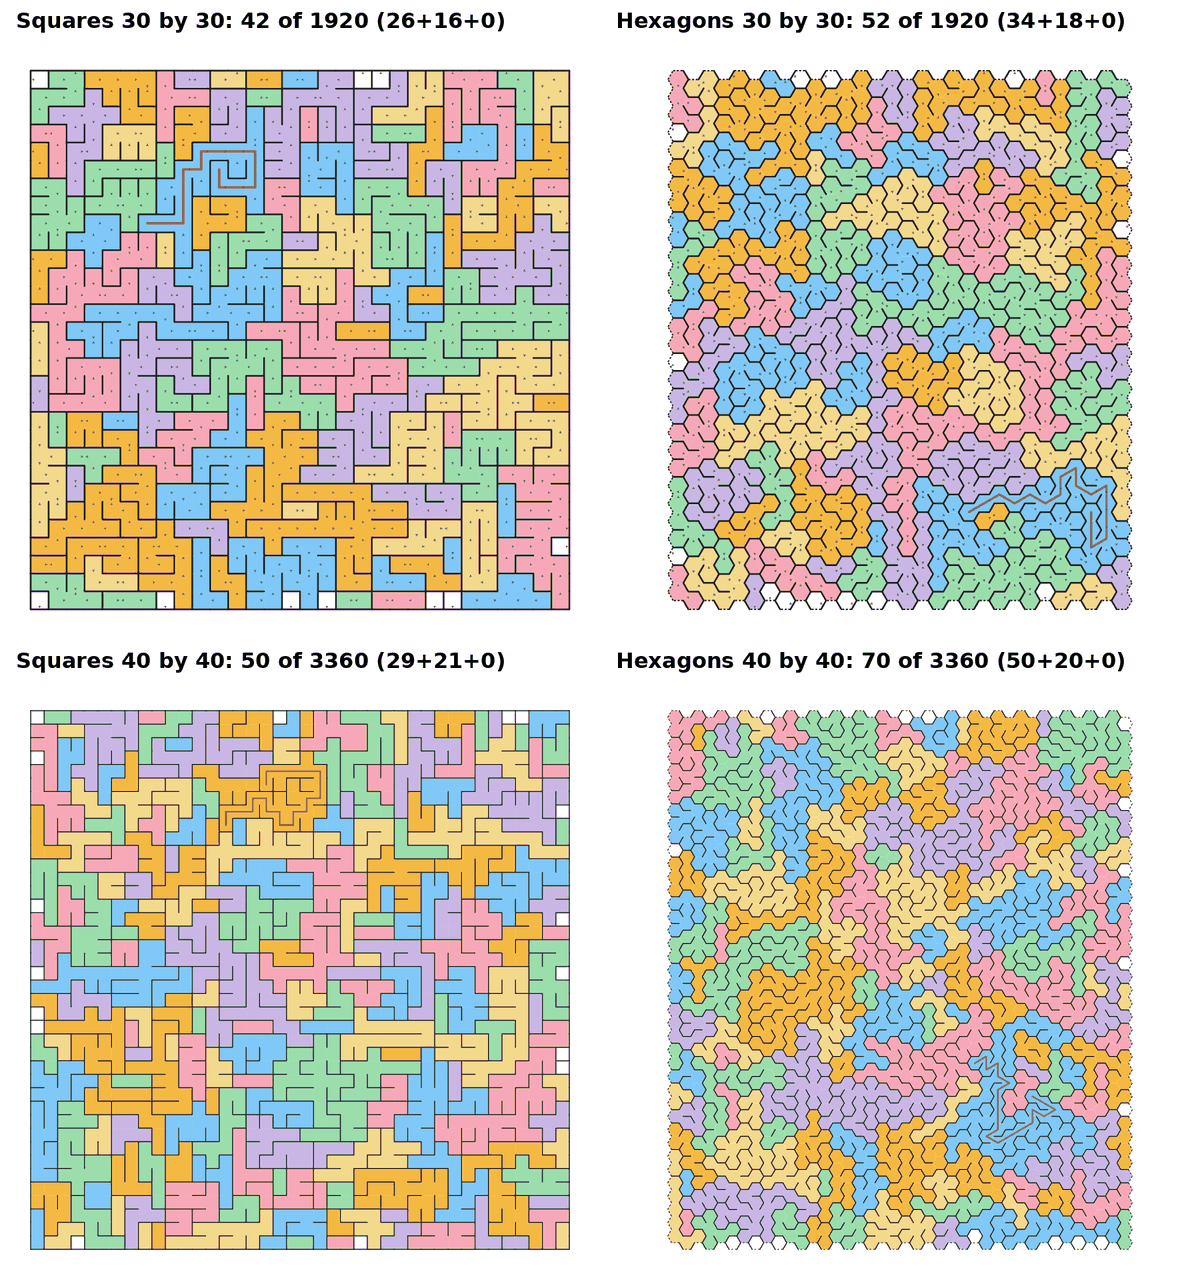 Squares 30 by 30: 42 of 1920 (26+16+0)
Hexagons 30 by 30: 52 of 1920 (34+18+0)
Squares 40 by 40: 50 of 3360 (29+21+0)
Hexagons 40 by 40: 70 of 3360 (50+20+0)